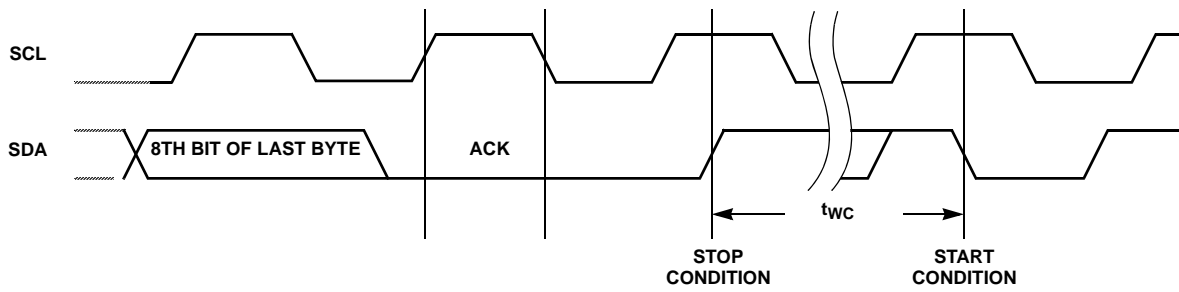 SCL
SDA
8TH BIT OF LAST BYTE
ACK
tWC
STOP
CONDITION
START
CONDITION